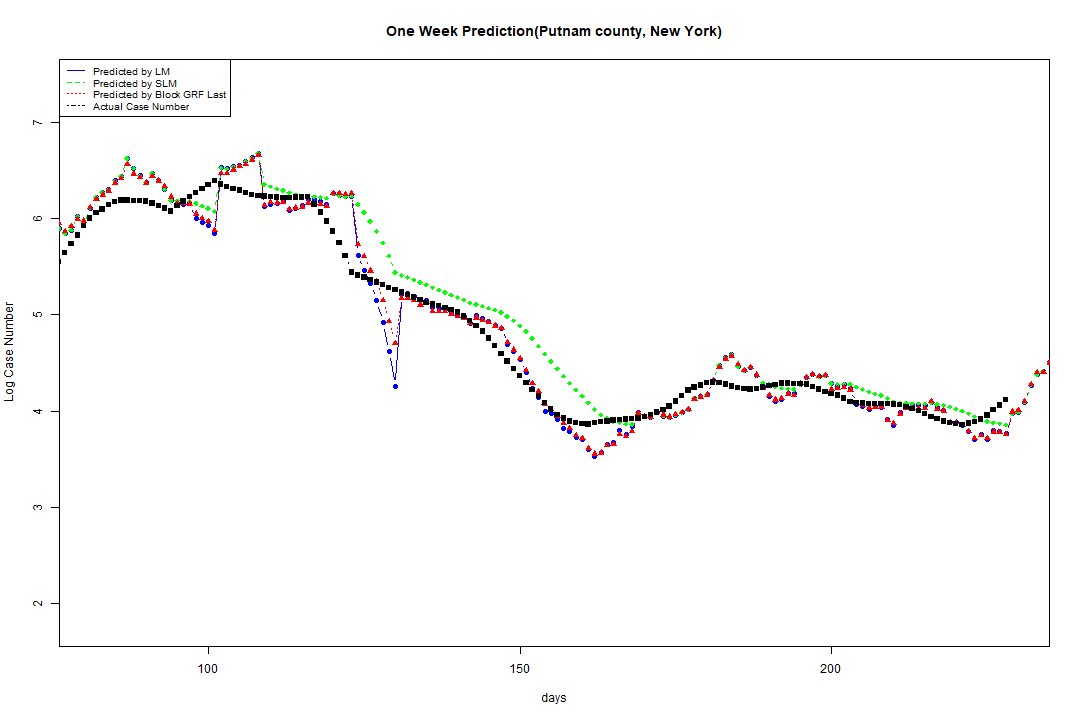 One Week Prediction(Putnam county, New York)
Predicted by LM
Predicted by SLM
Predicted by Block GRF Last
Actual Case Number
7
6
5
4
3
2
Log Case Number
100 150 200
days